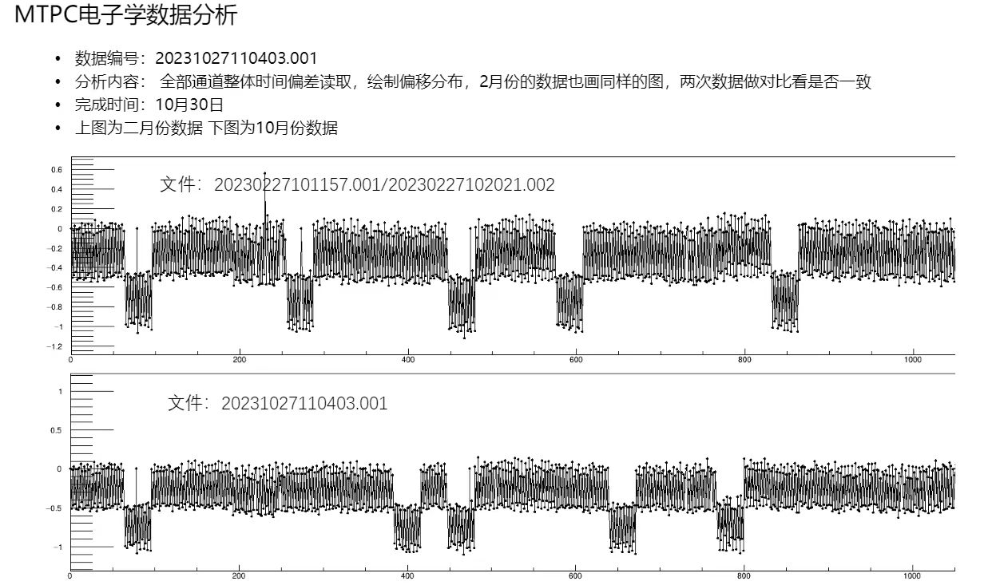 MTPC电子学数据分析
• 数据编号：20231027110403.001
• 分析内容： 全部通道整体时间偏差读取，绘制偏移分布，2月份的数据也画同样的图，两次数据做对比看是否一致
• 完成时间：10月30日
• 上图为二月份数据 下图为10月份数据
文件：20230227101157.001/20230227102021.002
0.6
0.4
0.2
0
−0.2
−0.4
−0.6
−0.8
−1
−1.2
0 200 400 600 800 1000
文件：20231027110403.001
1
0.5
0
−0.5
−1
0 200 400 600 800 1000